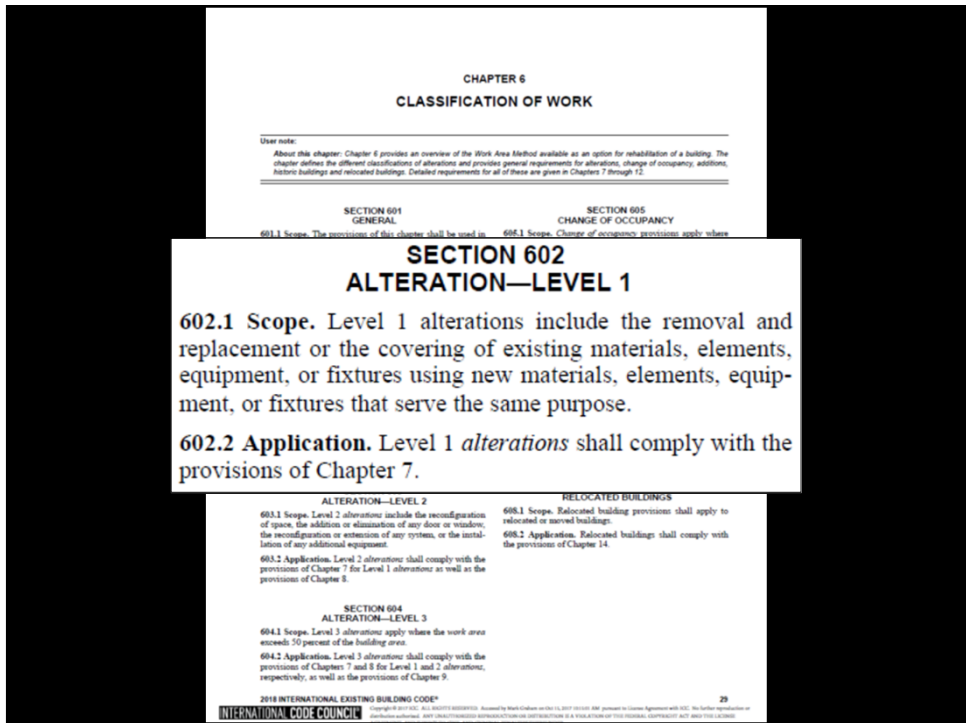 CHAPTER 6
CLASSIFICATION OF WORK
User note:
About this chapter: Chapter 6 provides an overview of the Work Area Method available as an option for rehabilitation of a building. The
chapter defines the different classifications of alterations and provides general requirements for alterations, change of occupancy, additions,
historic buildings and relocated buildings. Detailed requirements for all of these are given in Chapters 7 through 12.
SECTION 601
GENERAL
601.1 Scope. The provisions of this chapter shall be used in
SECTION 605
CHANGE OF OCCUPANCY
605.1 Scope. Change of occupancy provisions apply where
SECTION 602
ALTERATION—LEVEL 1
602.1 Scope. Level 1 alterations include the removal and
replacement or the covering of existing materials, elements,
equipment, or fixtures using new materials, elements, equip-
ment, or fixtures that serve the same purpose.
602.2 Application. Level 1 alterations shall comply with the
provisions of Chapter 7.
ALTERATION—LEVEL 2
603.1 Scope. Level 2 alterations include the reconfiguration
of space, the addition or elimination of any door or window,
the reconfiguration or extension of any system, or the instal-
lation of any additional equipment.
603.2 Application. Level 2 alterations shall comply with the
provisions of Chapter 7 for Level 1 alterations as well as the
provisions of Chapter 8.
SECTION 604
ALTERATION—LEVEL 3
604.1 Scope. Level 3 alterations apply where the work area
exceeds 50 percent of the building area.
604.2 Application. Level 3 alterations shall comply with the
provisions of Chapters 7 and 8 for Level 1 and 2 alterations,
respectively, as well as the provisions of Chapter 9.
RELOCATED BUILDINGS
608.1 Scope. Relocated building provisions shall apply to
relocated or moved buildings.
608.2 Application. Relocated buildings shall comply with
the provisions of Chapter 14.
2018 INTERNATIONAL EXISTING BUILDING CODE®
29
INTERNATIONAL CODE COUNCIL